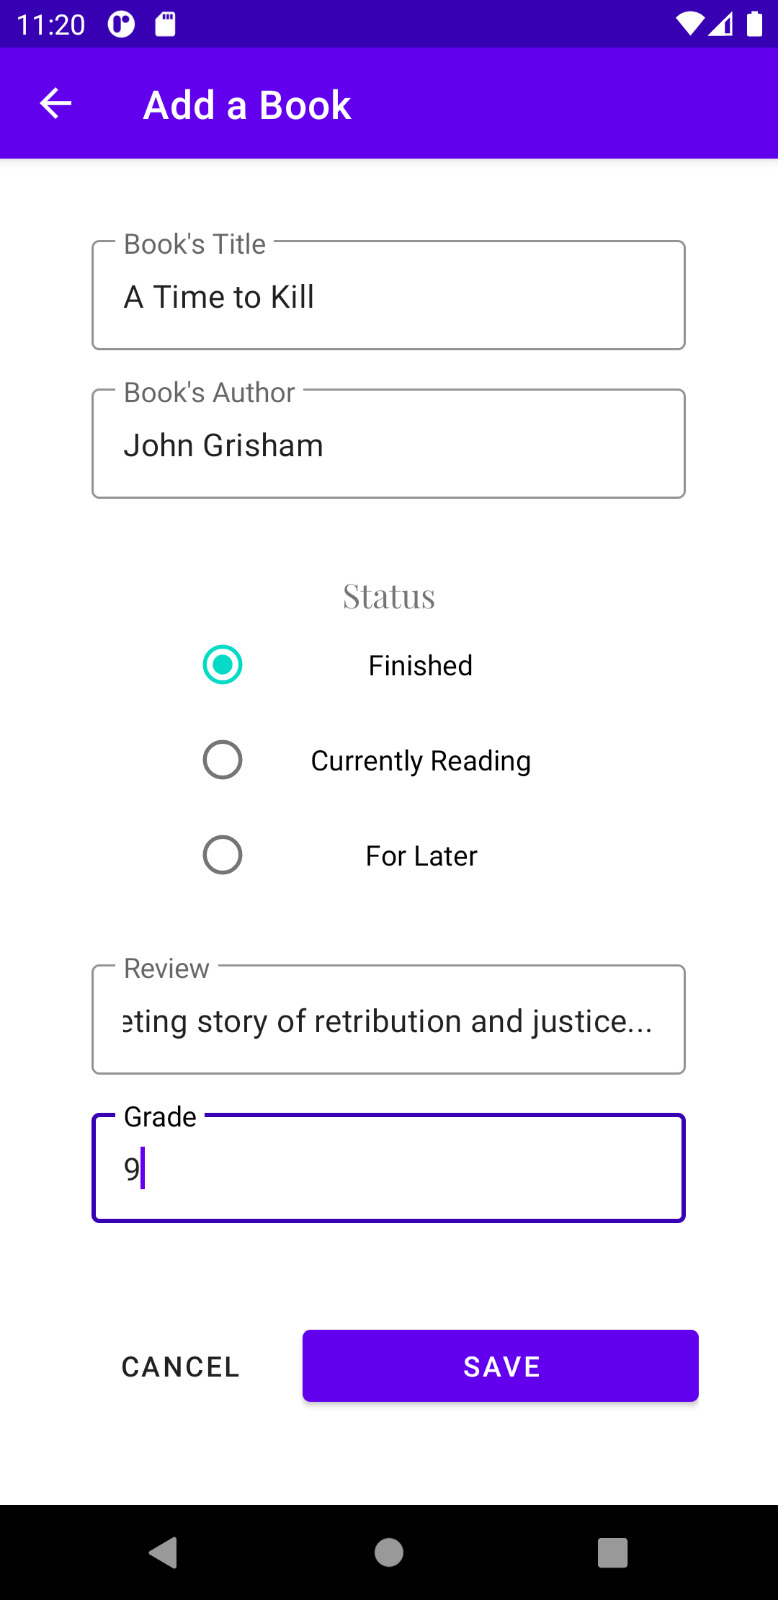 11:20
Add a Book
Book's Title
A Time to Kill
Book's Author
John Grisham
Status
Finished
Currently Reading
For Later
Review
story of retribution and justice...
Grade
9
CANCEL
SAVE